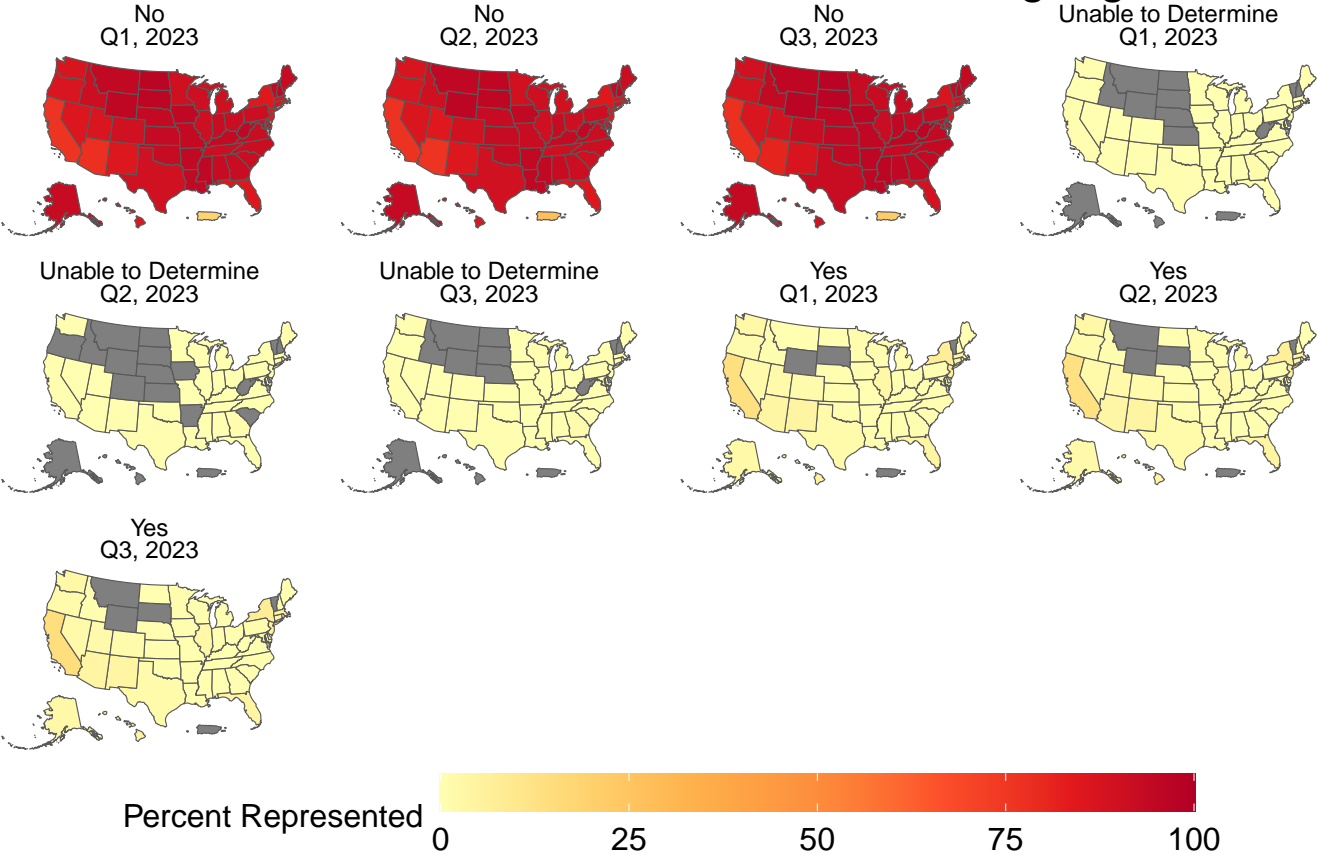 No
Q1, 2023
No
Q2, 2023
No
Q3, 2023
Unable to Determine
Q1, 2023
Unable to Determine
Q2, 2023
Unable to Determine
Q3, 2023
Yes
Q1, 2023
Yes
Q2, 2023
Yes
Q3, 2023
Percent Represented
0 25 50 75 100